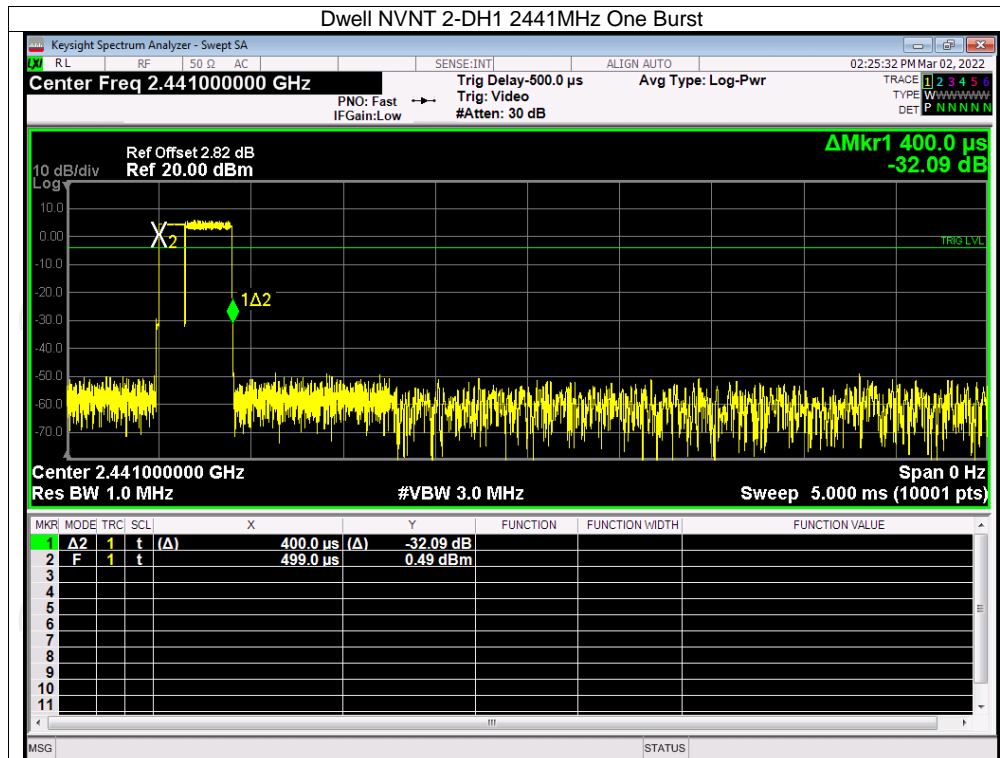 Dwell NVNT 2-DH1 2441MHz One Burst
Keysight Spectrum Analyzer - Swept SA
LXI RL RF 50 Ω AC SENSE:INT ALIGN AUTO 02:25:32 PM Mar 02, 2022
Center Freq 2.441000000 GHz Trig Delay-500.0 µs Avg Type: Log-Pwr TRACE 1 2 3 4 5 6
PNO: Fast Trig: Video TYPE WWWWWW
IFGain:Low #Atten: 30 dB DET P N N N N N
ΔMkr1 400.0 µs
-32.09 dB
Ref Offset 2.82 dB
10 dB/div Ref 20.00 dBm
Log
10.0
0.00
TRIG LVL
X2
-10.0
-20.0
1Δ2
-30.0
-40.0
-50.0
-60.0
-70.0
Center 2.441000000 GHz Span 0 Hz
Res BW 1.0 MHz #VBW 3.0 MHz Sweep 5.000 ms (10001 pts)
MKR MODE TRC SCL X Y FUNCTION FUNCTION WIDTH FUNCTION VALUE
1 Δ2 1 t (Δ) 400.0 µs (Δ) -32.09 dB
2 F 1 t 499.0 µs 0.49 dBm
3
4
5
6
7
8
9
10
11
MSG STATUS